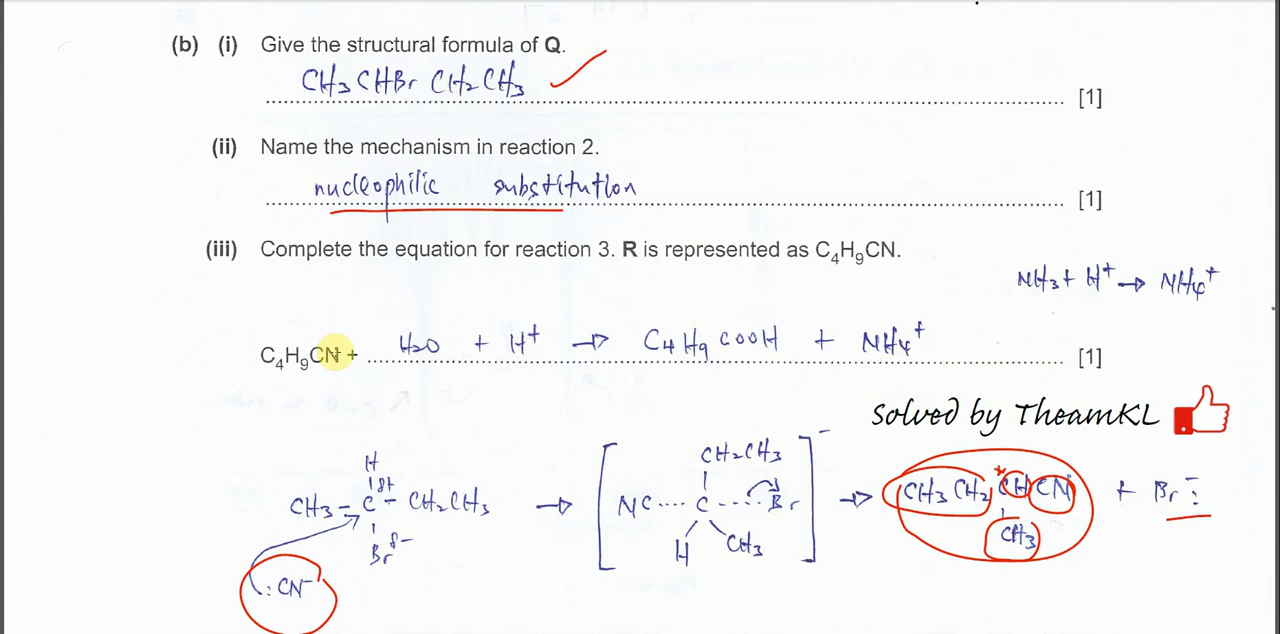 (b) (i) Give the structural formula of Q.
CH3CHBrCH2CH3
[1]
(ii) Name the mechanism in reaction 2.
nucleophilic substitution
[1]
(iii) Complete the equation for reaction 3. R is represented as C4H9CN.
NH3 + H+ → NH4+
C4H9CN + H2O + H+ → C4H9COOH + NH4+
[1]
Solved by TheamKL
H
δ+
CH3 - C - CH2CH3
Br δ-
:CN-
→
CH2CH3
NC.... C ....Br
H CH3
-
→ CH3CH2 *CHCN + Br:-
CH3